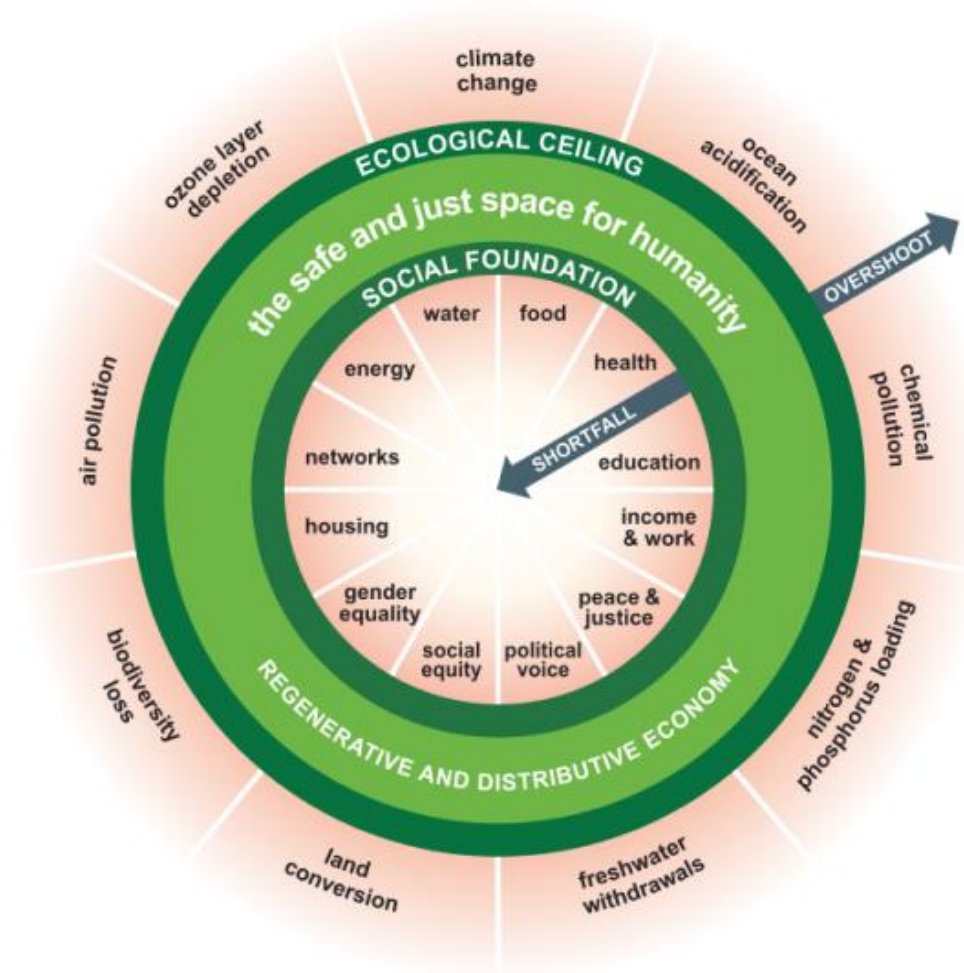 climate
change
ozone layer
depletion
ocean
acidification
ECOLOGICAL CEILING
the safe and just space for humanity
OVERSHOOT
SOCIAL FOUNDATION
water
food
energy
health
SHORTFALL
air pollution
chemical
pollution
networks
education
housing
income
& work
gender
equality
peace &
justice
social
equity
political
voice
biodiversity
loss
nitrogen &
phosphorus loading
REGENERATIVE AND DISTRIBUTIVE ECONOMY
land
conversion
freshwater
withdrawals